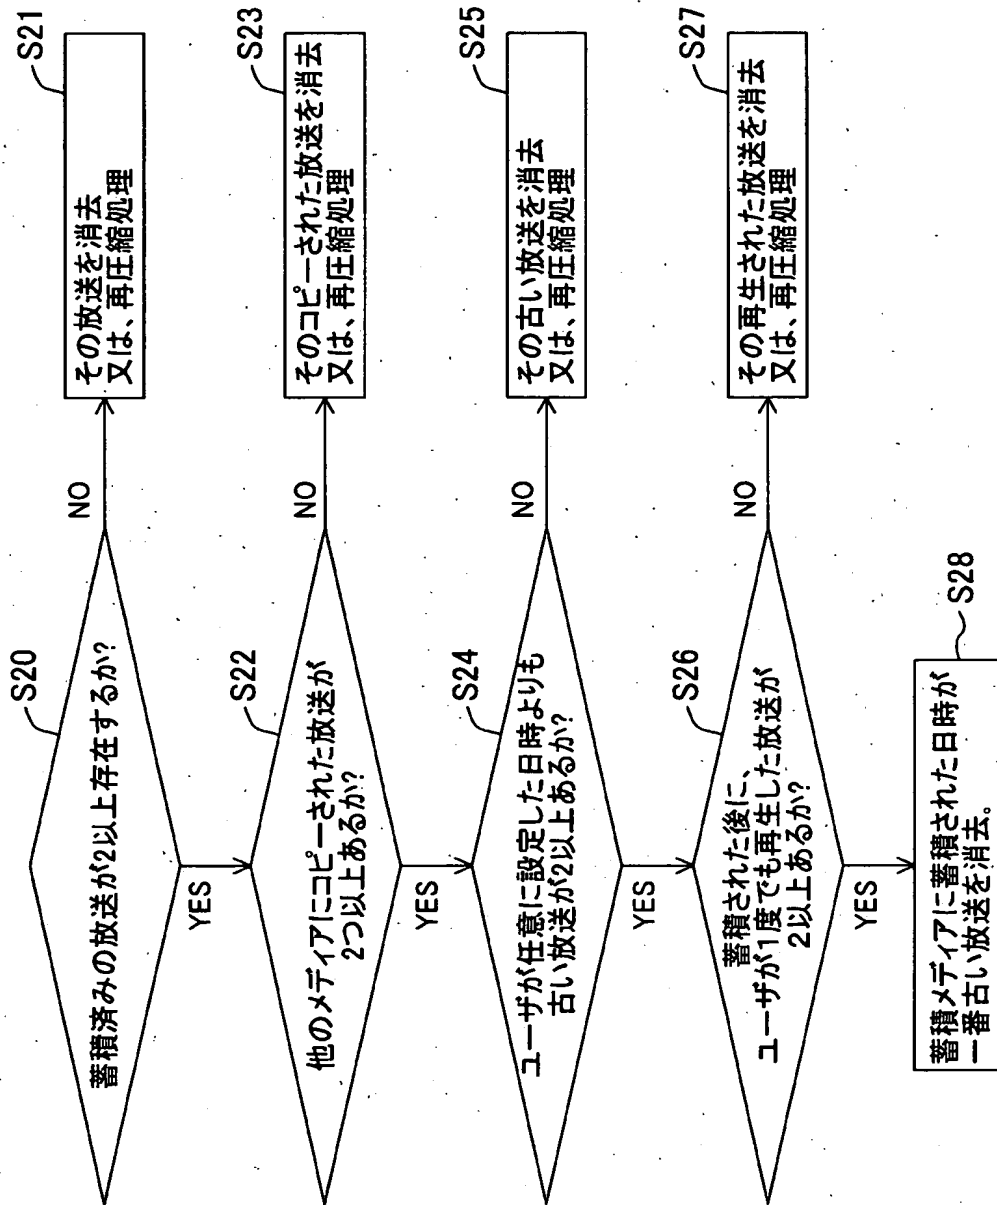 S20
蓄積済みの放送が2以上存在するか?
NO
S21
その放送を消去
又は、再圧縮処理
YES
S22
他のメディアにコピーされた放送が
2つ以上あるか?
NO
S23
そのコピーされた放送を消去
又は、再圧縮処理
YES
S24
ユーザが任意に設定した日時よりも
古い放送が2以上あるか?
NO
S25
その古い放送を消去
又は、再圧縮処理
YES
S26
蓄積された後に、
ユーザが1度でも再生した放送が
2以上あるか?
NO
S27
その再生された放送を消去
又は、再圧縮処理
YES
S28
蓄積メディアに蓄積された日時が
一番古い放送を消去。